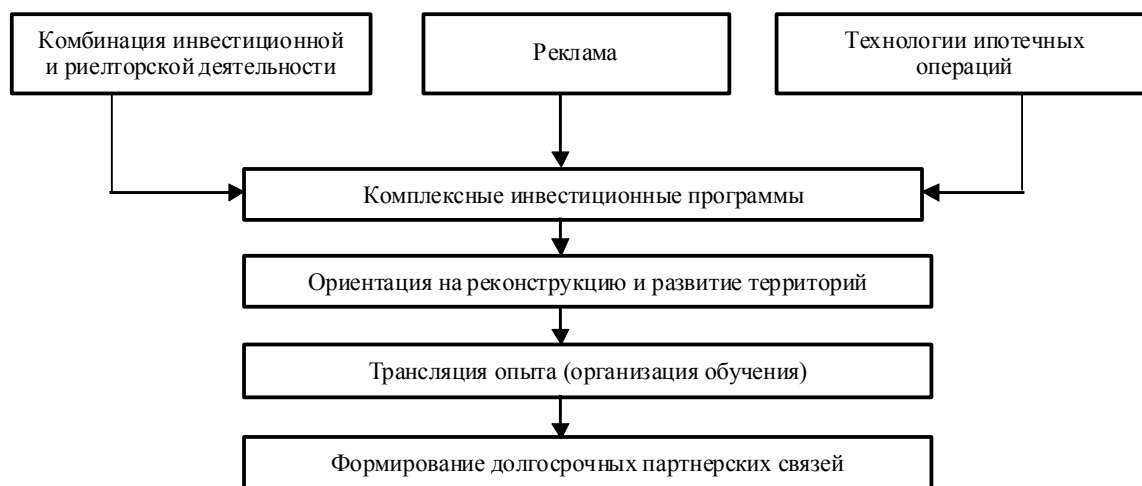 Комбинация инвестиционной
и риелторской деятельности
Реклама
Технологии ипотечных
операций
Комплексные инвестиционные программы
Ориентация на реконструкцию и развитие территорий
Трансляция опыта (организация обучения)
Формирование долгосрочных партнерских связей